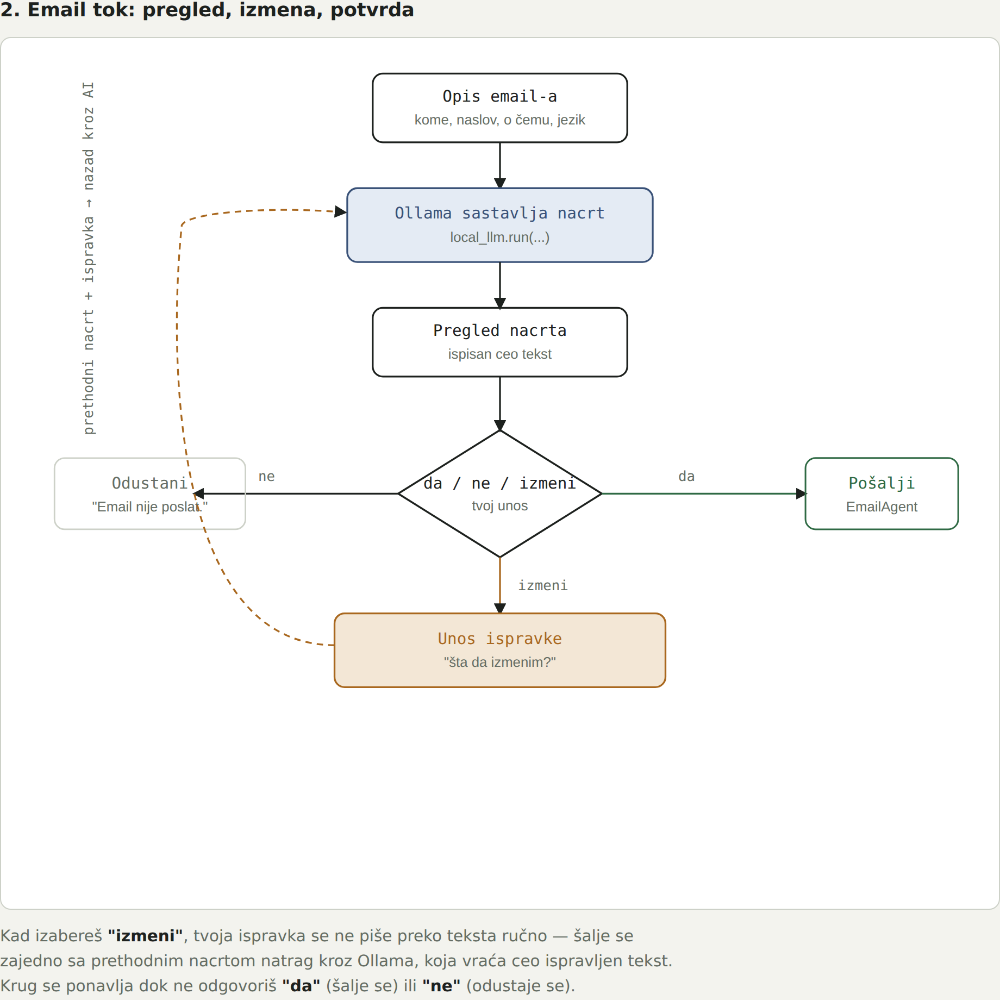 2. Email tok: pregled, izmena, potvrda
Opis email-a
kome, naslov, o čemu, jezik
prethodni nacrt + ispravka → nazad kroz AI
Ollama sastavlja nacrt
local_llm.run(...)
Pregled nacrta
ispisan ceo tekst
Odustani
"Email nije poslat."
ne
da / ne / izmeni
tvoj unos
da
Pošalji
EmailAgent
izmeni
Unos ispravke
"šta da izmenim?"
Kad izabereš "izmeni", tvoja ispravka se ne piše preko teksta ručno — šalje se
zajedno sa prethodnim nacrtom natrag kroz Ollama, koja vraća ceo ispravljen tekst.
Krug se ponavlja dok ne odgovoriš "da" (šalje se) ili "ne" (odustaje se).